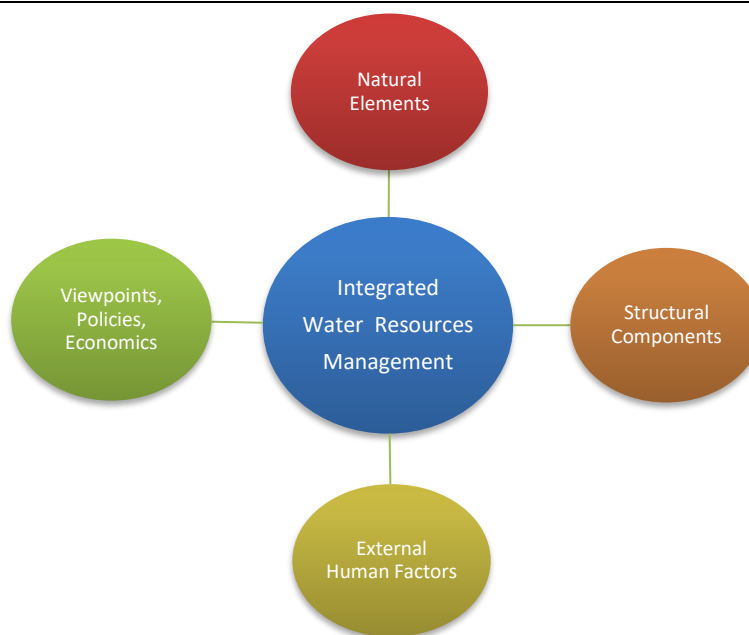 Natural
Elements
Viewpoints,
Policies,
Economics
Integrated
Water Resources
Management
Structural
Components
External
Human Factors